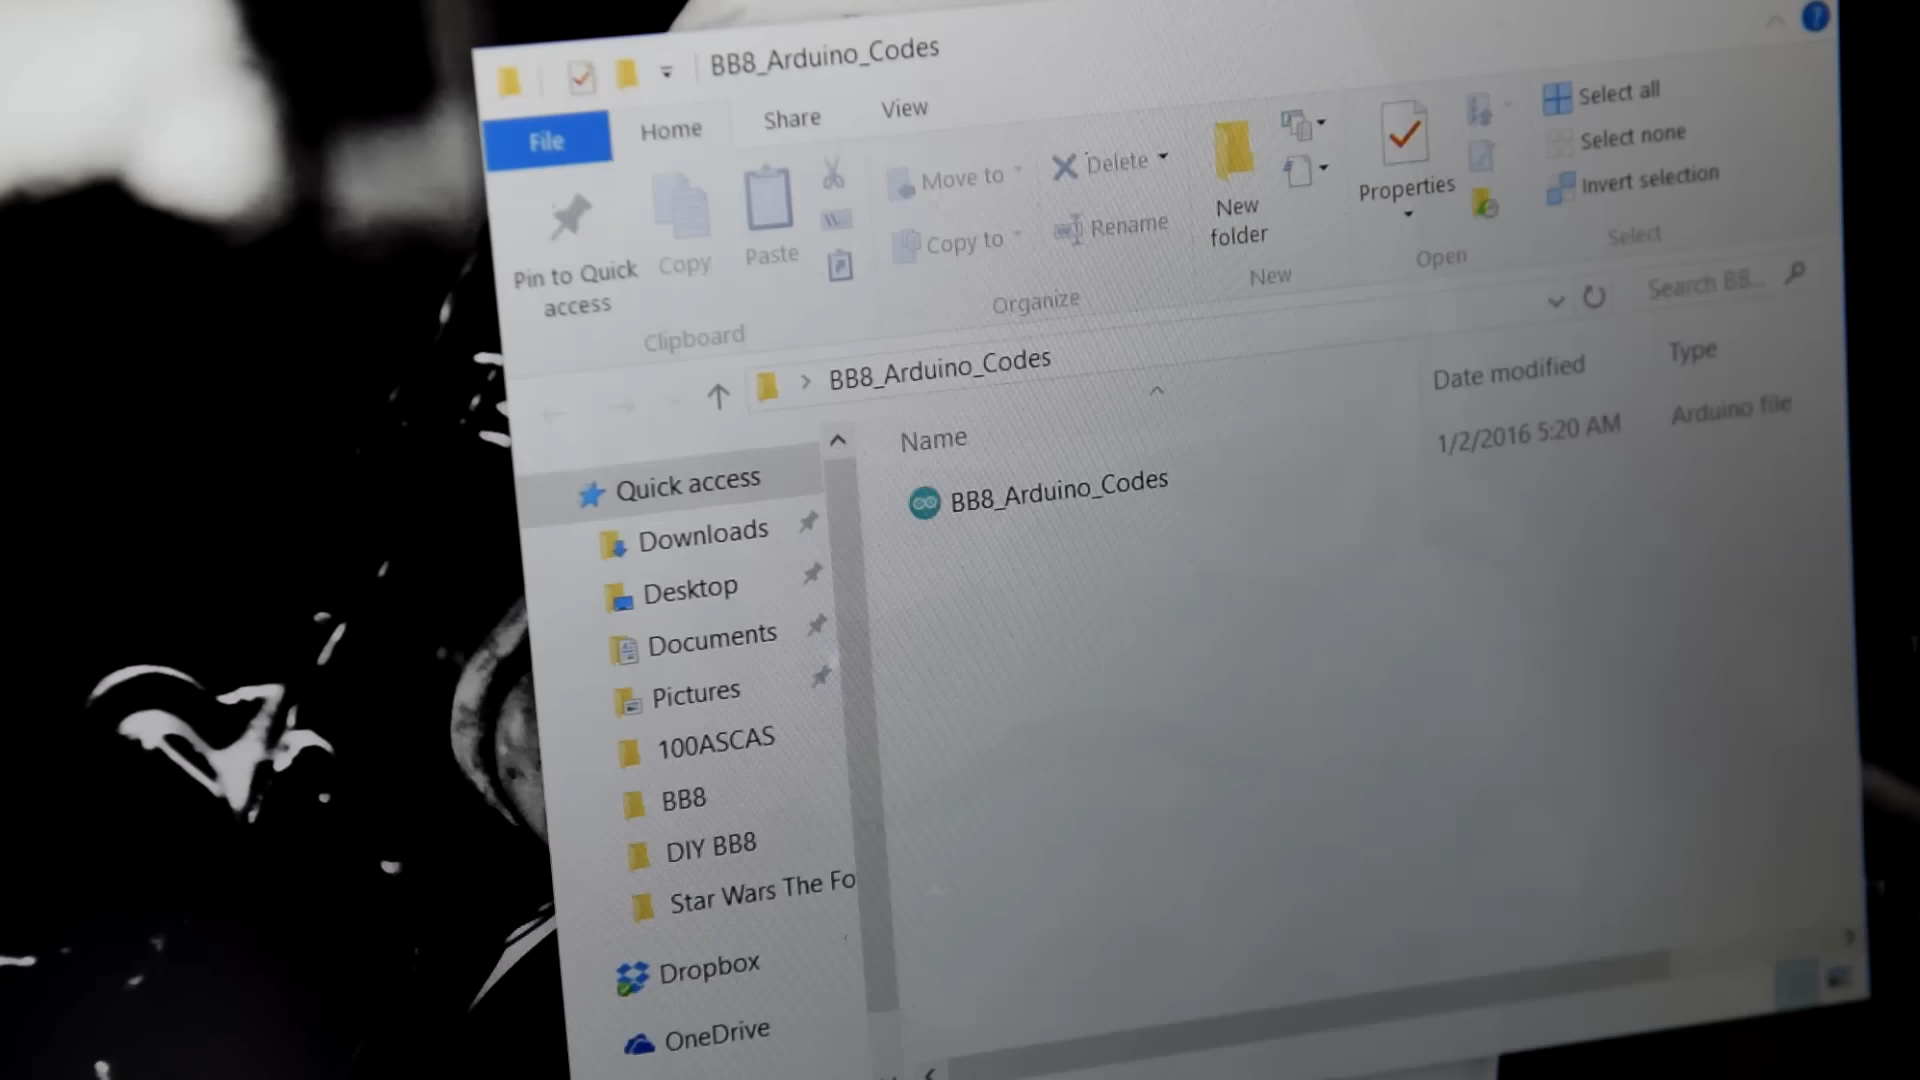 BB8_Arduino_Codes
File
Home
Share
View
Pin to Quick
access
Copy
Paste
Clipboard
Move to
Copy to
Delete
Rename
Organize
New
folder
New
Properties
Open
Select all
Select none
Invert selection
Select
BB8_Arduino_Codes
Search BB...
Name
Date modified
Type
BB8_Arduino_Codes
1/2/2016 5:20 AM
Arduino file
Quick access
Downloads
Desktop
Documents
Pictures
100ASCAS
BB8
DIY BB8
Star Wars The Fo
Dropbox
OneDrive